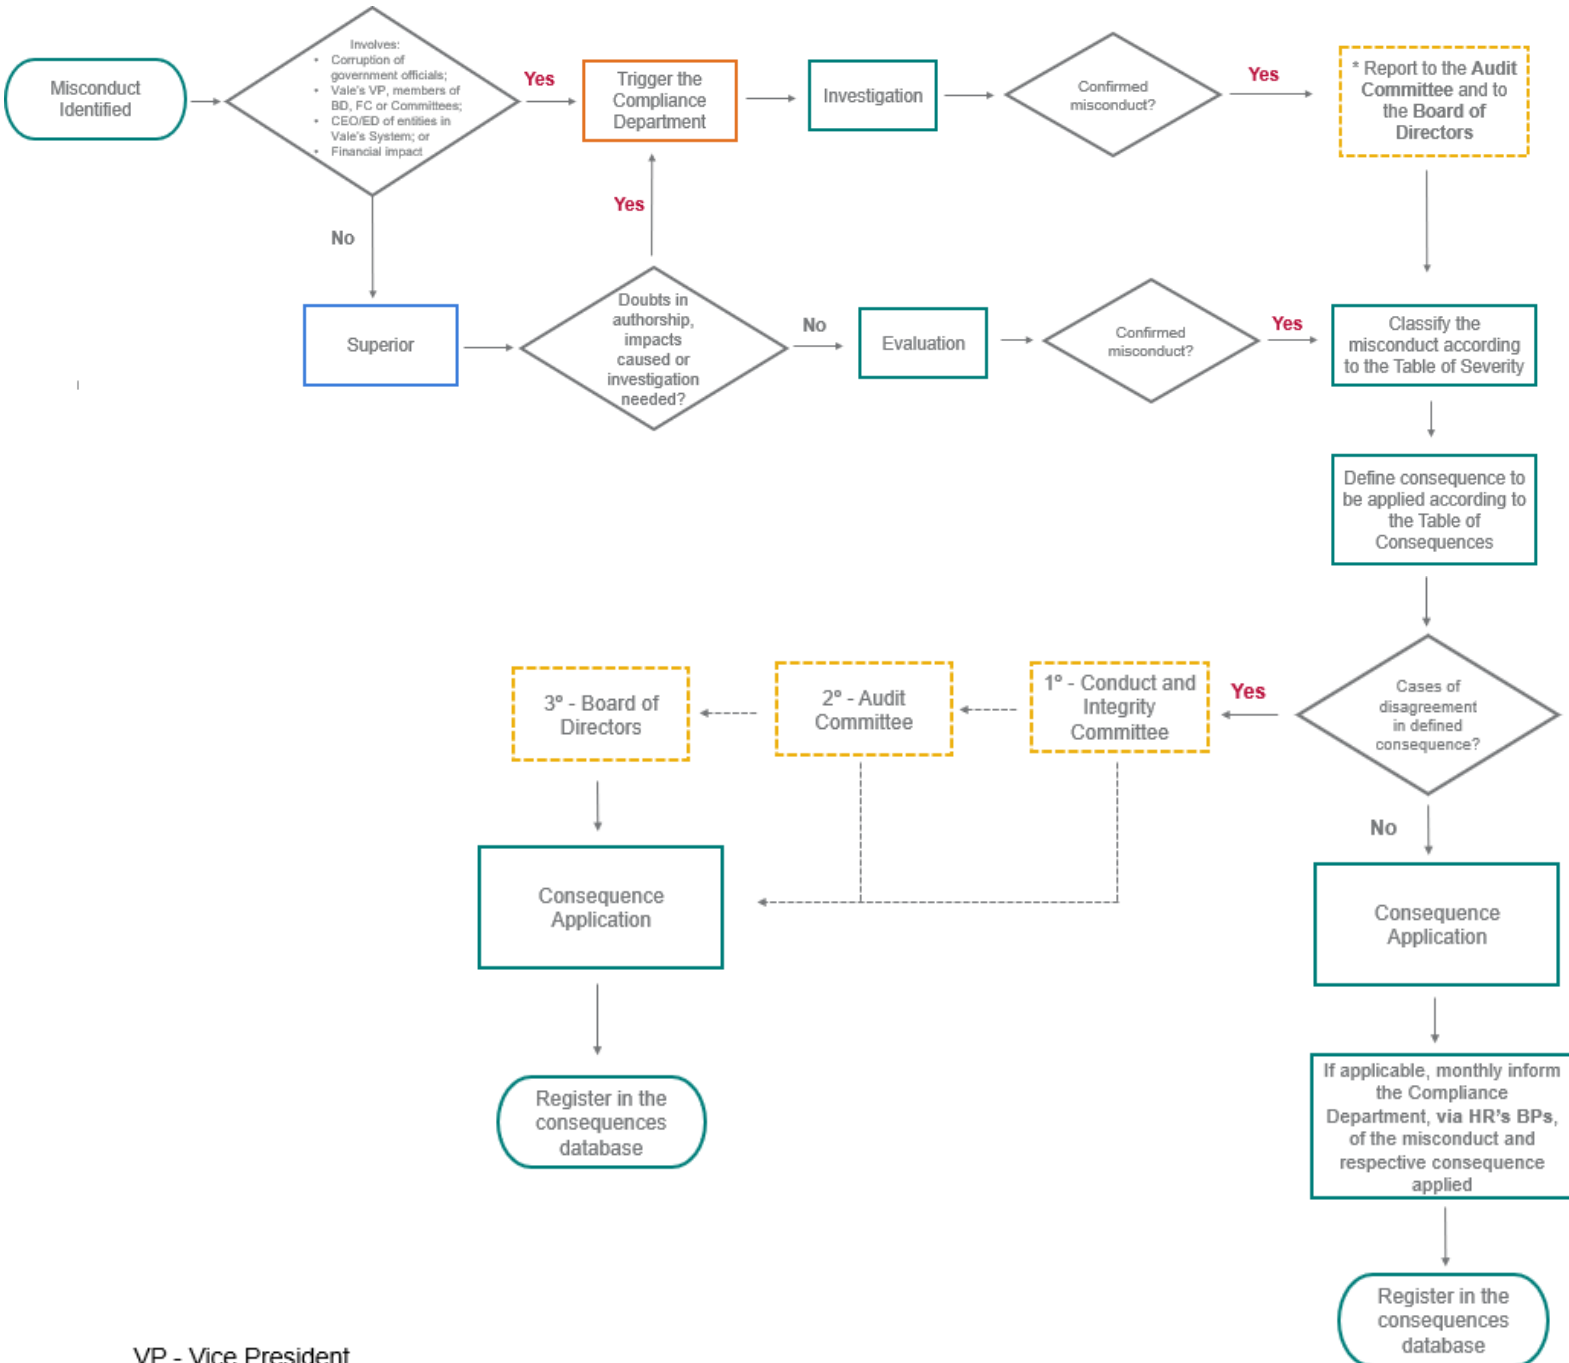 Misconduct
Identified
Involves:
• Corruption of
government officials;
• Vale's VP, members of
BD, FC or Committees;
• CEO/ED of entities in
Vale's System; or
• Financial impact
Yes
Trigger the
Compliance
Department
Investigation
Confirmed
misconduct?
Yes
* Report to the Audit
Committee and to
the Board of
Directors
No
Yes
Superior
Doubts in
authorship,
impacts
caused or
investigation
needed?
No
Evaluation
Confirmed
misconduct?
Yes
Classify the
misconduct according
to the Table of Severity
Define consequence to
be applied according to
the Table of
Consequences
Cases of
disagreement
in defined
consequence?
Yes
1º - Conduct and
Integrity
Committee
2º - Audit
Committee
3º - Board of
Directors
No
Consequence
Application
Consequence
Application
Register in the
consequences
database
If applicable, monthly inform
the Compliance
Department, via HR's BPs,
of the misconduct and
respective consequence
applied
Register in the
consequences
database
VP - Vice President